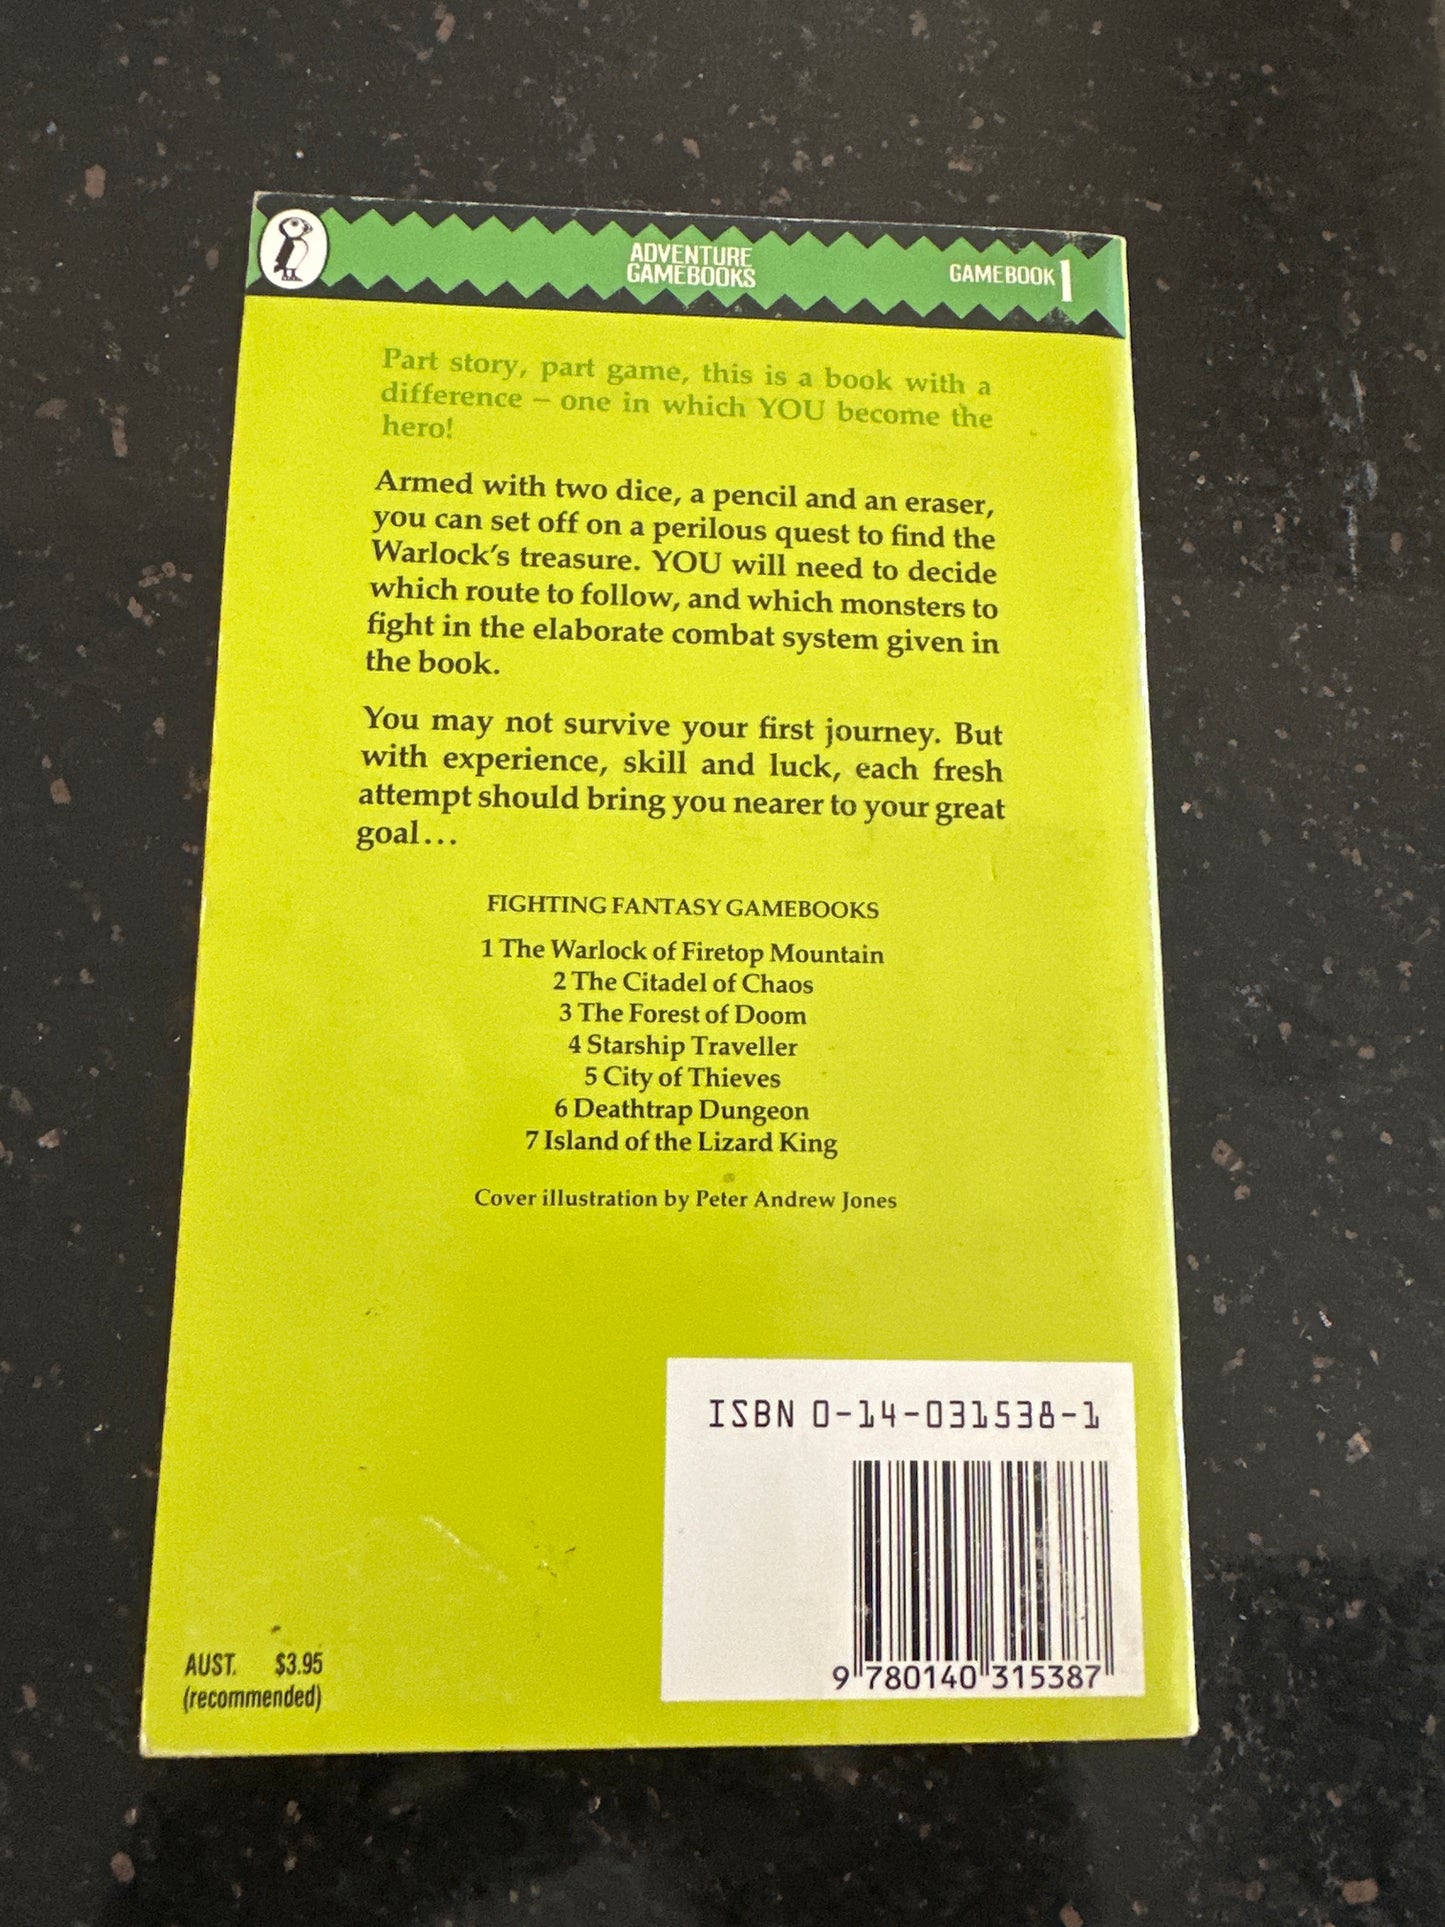 ADVENTURE
GAMEBOOKS
GAMEBOOK 1
Part story, part game, this is a book with a
difference – one in which YOU become the
hero!
Armed with two dice, a pencil and an eraser,
you can set off on a perilous quest to find the
Warlock's treasure. YOU will need to decide
which route to follow, and which monsters to
fight in the elaborate combat system given in
the book.
You may not survive your first journey. But
with experience, skill and luck, each fresh
attempt should bring you nearer to your great
goal...
FIGHTING FANTASY GAMEBOOKS
1 The Warlock of Firetop Mountain
2 The Citadel of Chaos
3 The Forest of Doom
4 Starship Traveller
5 City of Thieves
6 Deathtrap Dungeon
7 Island of the Lizard King
Cover illustration by Peter Andrew Jones
ISBN 0-14-031538-1
9 780140 315387
AUST. $3.95
(recommended)